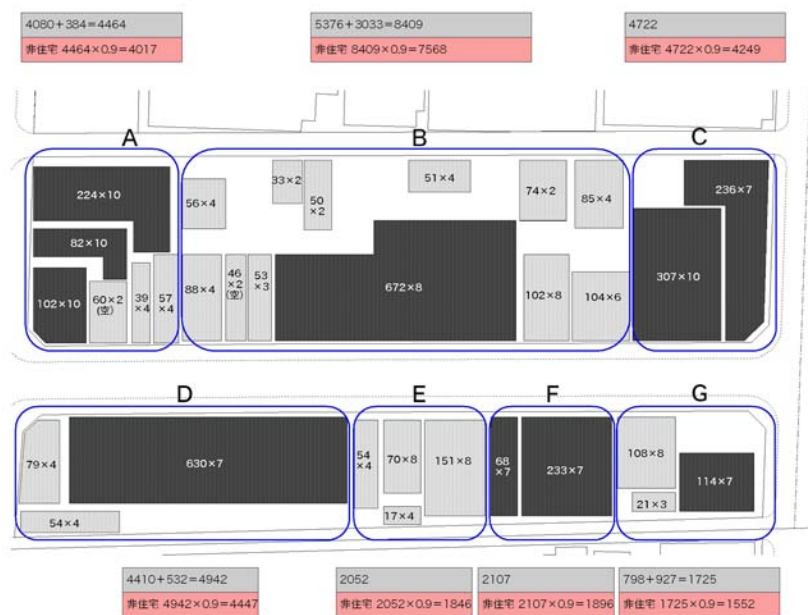 4080+384=4464
非住宅 4464×0.9=4017
5376+3033=8409
非住宅 8409×0.9=7568
4722
非住宅 4722×0.9=4249
A
B
C
224×10
82×10
102×10
60×2
(空)
39
×4
57
×4
56×4
33×2
50
×2
51×4
74×2
85×4
88×4
46
×2
(空)
53
×3
672×8
102×8
104×6
236×7
307×10
D
E
F
G
79×4
630×7
54×4
54
×4
70×8
151×8
17×4
68
×7
233×7
108×8
21×3
114×7
4410+532=4942
非住宅 4942×0.9=4447
2052
非住宅 2052×0.9=1846
2107
非住宅 2107×0.9=1896
798+927=1725
非住宅 1725×0.9=1552